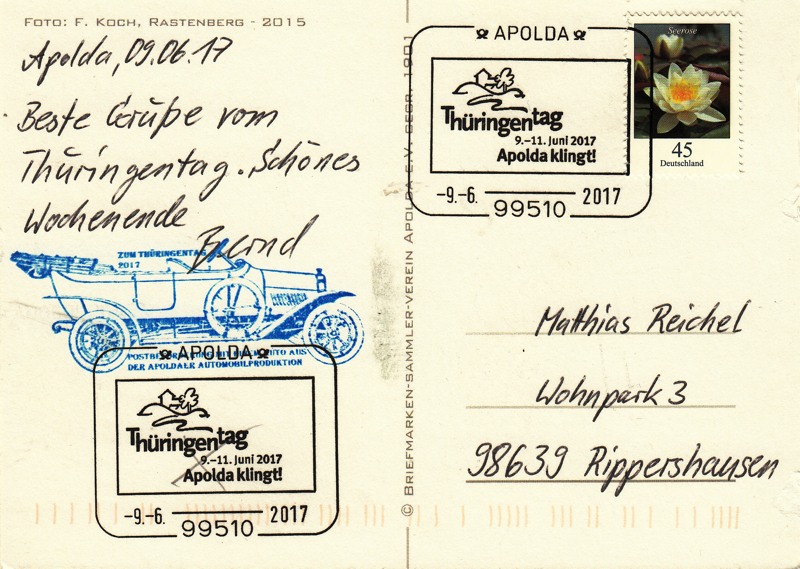 FOTO: F. KOCH, RASTENBERG - 2015
Apolda, 09.06.17
Beste Grüße vom
Thüringentag. Schönes
Wochenende
Bernd
ZUM THÜRINGENTAG
2017
DER APOLDAER AUTOMOBILPRODUKTION
APOLDA
Thüringentag
9.–11. Juni 2017
Apolda klingt!
–9.–6. 2017
99510
© BRIEFMARKEN-SAMMLER-VEREIN APOLDA E.V. GEGR. 1901
APOLDA
Thüringentag
9.–11. Juni 2017
Apolda klingt!
–9.–6. 2017
99510
Seerose
45
Deutschland
Matthias Reichel
Wohnpark 3
98639 Rippershausen